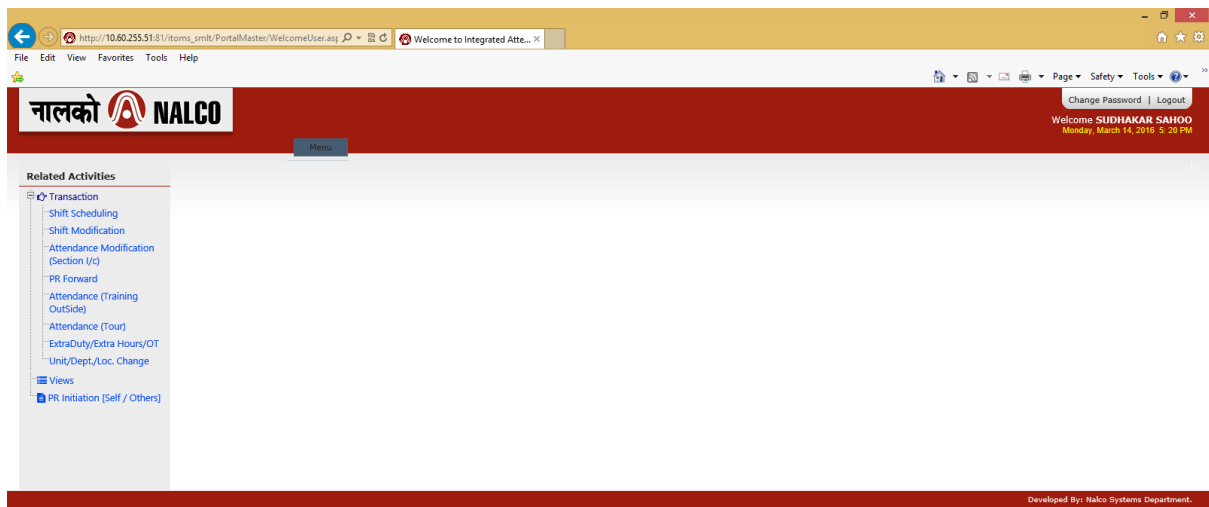 http://10.60.255.51:81/itoms_smlt/PortalMaster/WelcomeUser.asp
Welcome to Integrated Atte...
File Edit View Favorites Tools Help
Page Safety Tools
नालको NALCO
Change Password | Logout
Welcome SUDHAKAR SAHOO
Monday, March 14, 2016 5: 20 PM
Menu
Related Activities
Transaction
Shift Scheduling
Shift Modification
Attendance Modification
(Section I/c)
PR Forward
Attendance (Training
OutSide)
Attendance (Tour)
ExtraDuty/Extra Hours/OT
Unit/Dept./Loc. Change
Views
PR Initiation [Self / Others]
Developed By: Nalco Systems Department.